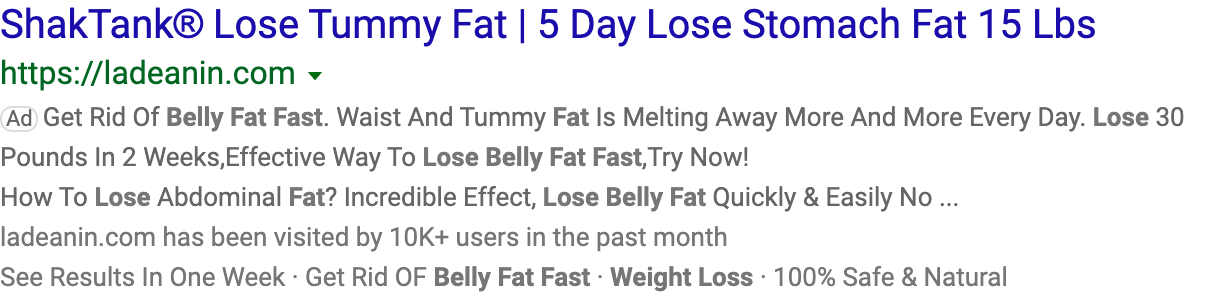 ShakTank® Lose Tummy Fat | 5 Day Lose Stomach Fat 15 Lbs
https://ladeanin.com
Ad Get Rid Of Belly Fat Fast. Waist And Tummy Fat Is Melting Away More And More Every Day. Lose 30
Pounds In 2 Weeks,Effective Way To Lose Belly Fat Fast,Try Now!
How To Lose Abdominal Fat? Incredible Effect, Lose Belly Fat Quickly & Easily No ...
ladeanin.com has been visited by 10K+ users in the past month
See Results In One Week · Get Rid OF Belly Fat Fast · Weight Loss · 100% Safe & Natural